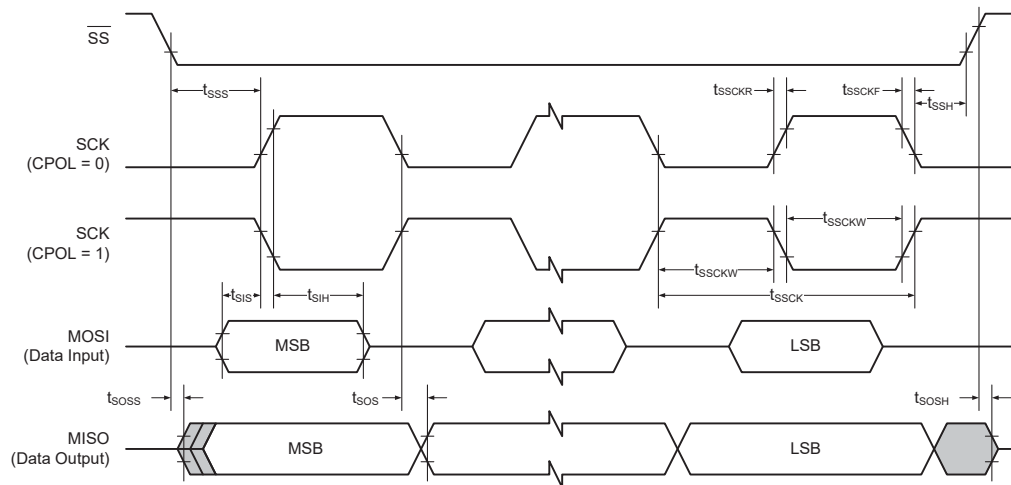 SS
tSSS
tSSCKR
tSSCKF
tSSH
SCK
(CPOL = 0)
SCK
(CPOL = 1)
tSSCKW
tSSCKW
tSSCK
tSIS
tSIH
MOSI
(Data Input)
MSB
LSB
tSOSS
tSOS
tSOSH
MISO
(Data Output)
MSB
LSB